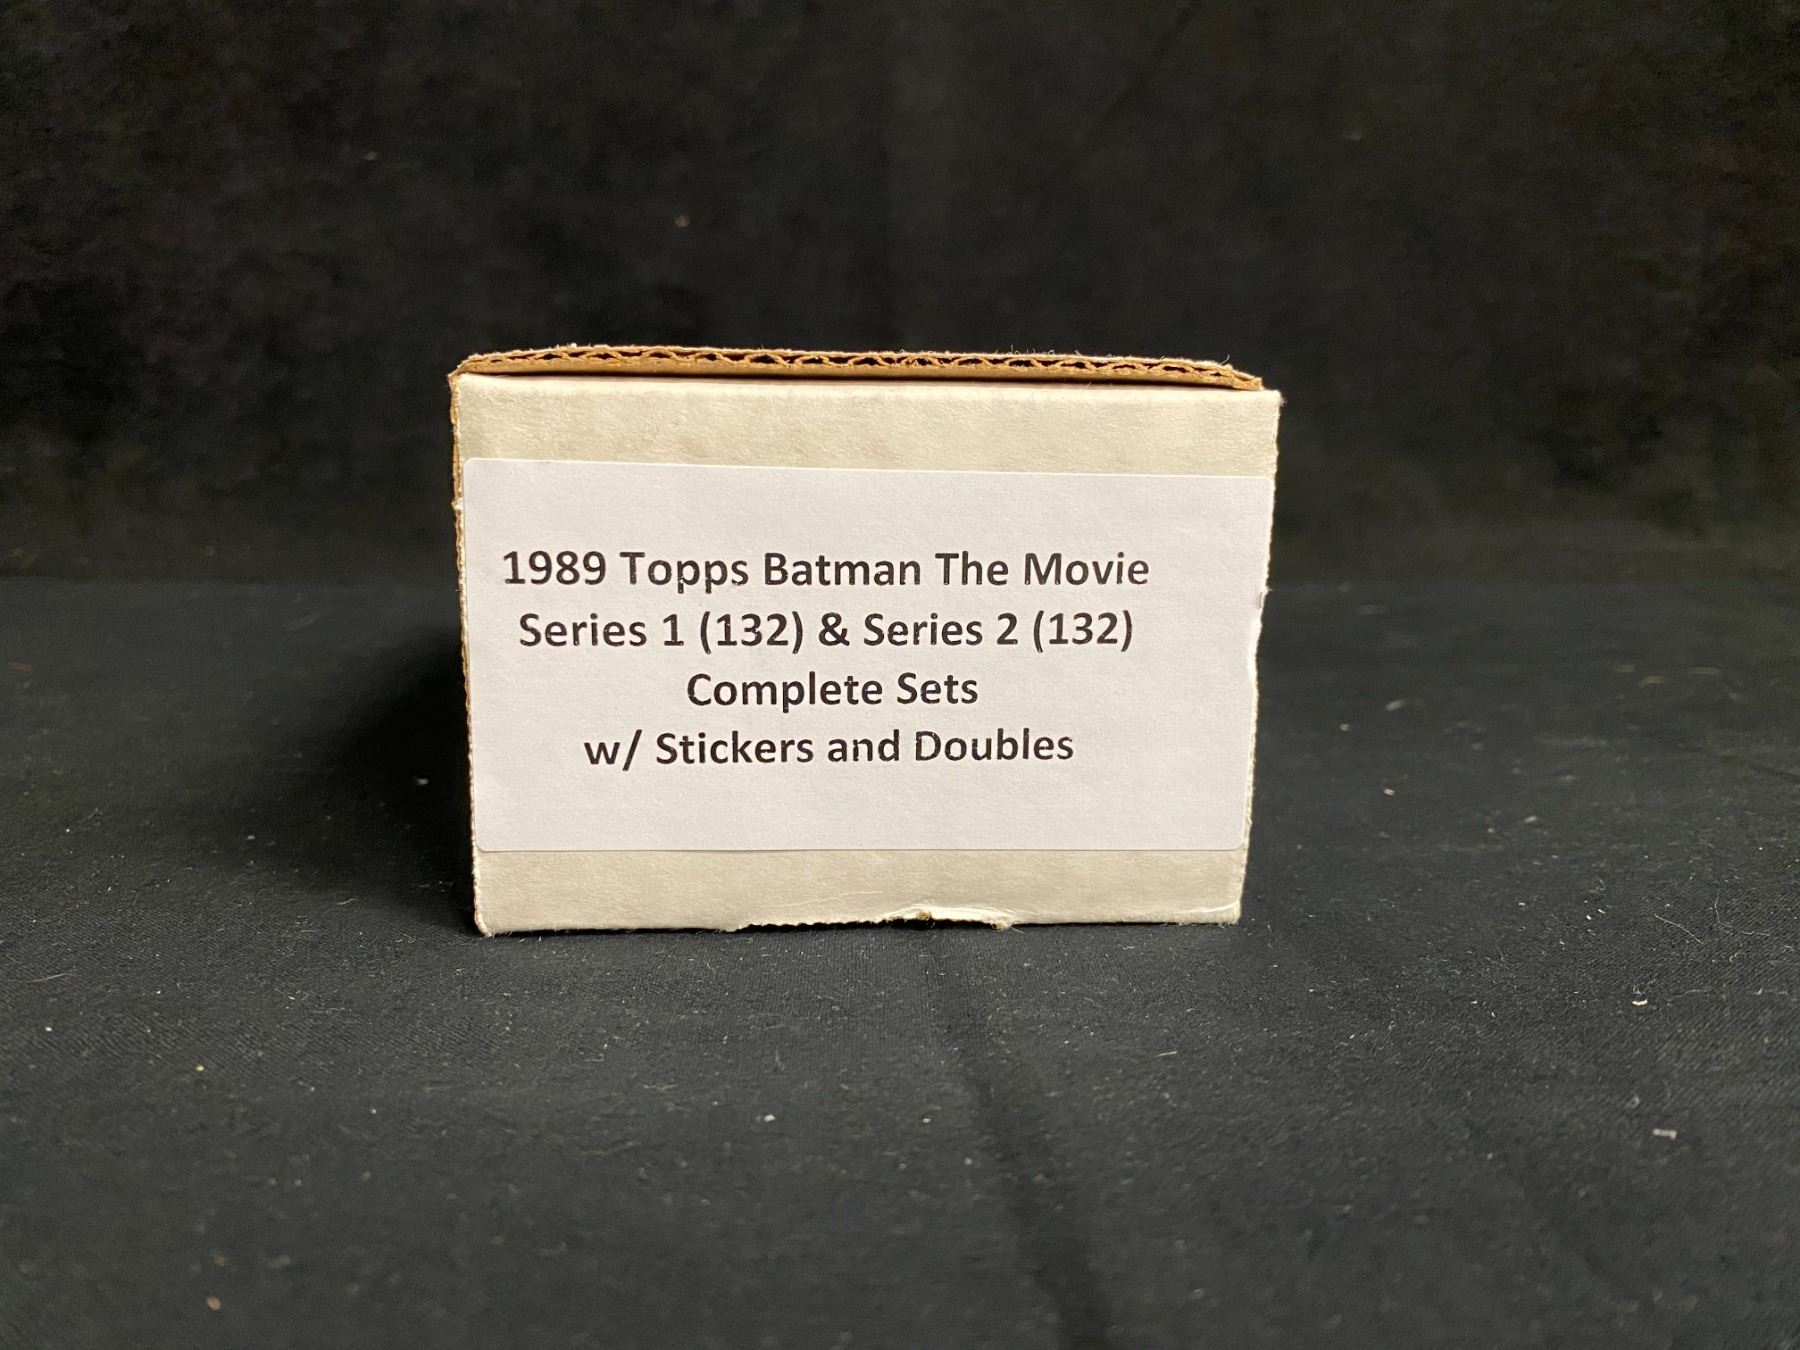 1989 Topps Batman The Movie
Series 1 (132) & Series 2 (132)
Complete Sets
w/ Stickers and Doubles